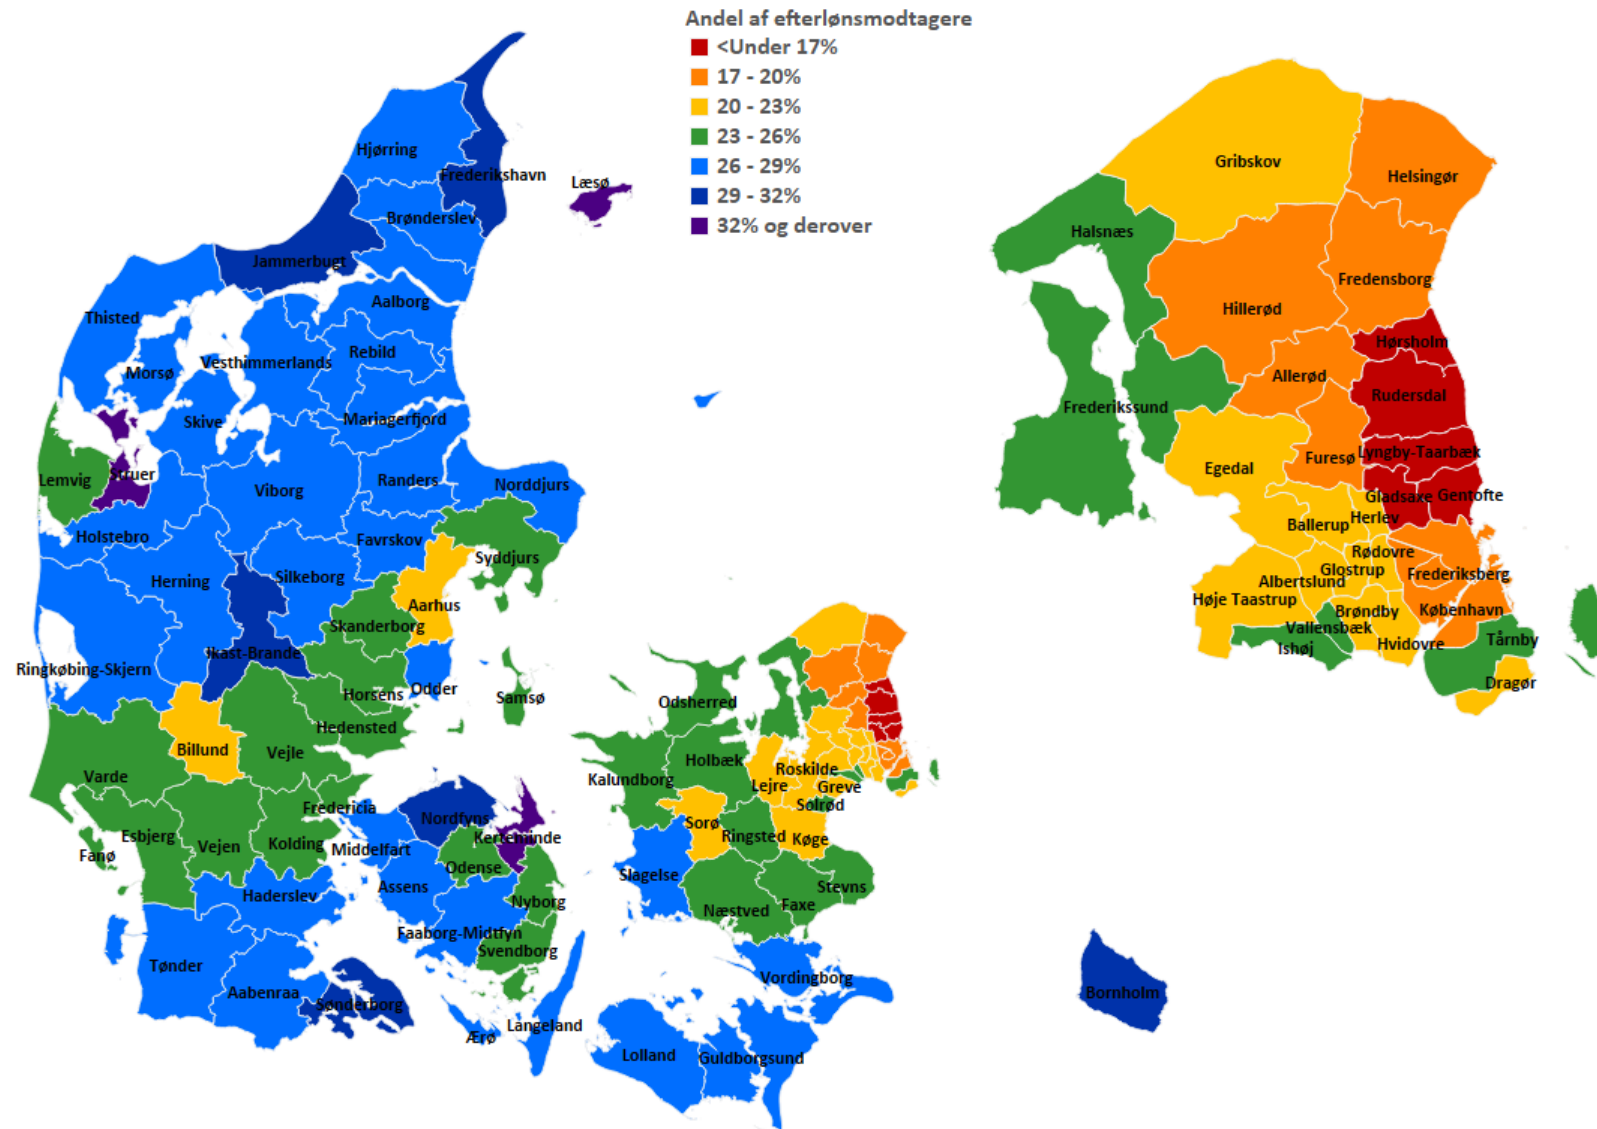 Andel af efterlønsmodtagere
<Under 17%
17 - 20%
20 - 23%
23 - 26%
26 - 29%
29 - 32%
32% og derover
Hjørring
Frederikshavn
Læsø
Brønderslev
Jammerbugt
Aalborg
Thisted
Rebild
Vesthimmerlands
Morsø
Mariagerfjord
Skive
Struer
Lemvig
Randers
Norddjurs
Viborg
Holstebro
Favrskov
Syddjurs
Herning
Silkeborg
Aarhus
Skanderborg
Ikast-Brande
Ringkøbing-Skjern
Odder
Horsens
Samsø
Hedensted
Billund
Vejle
Varde
Fredericia
Esbjerg
Vejen
Kolding
Fanø
Middelfart
Nordfyns
Kerteminde
Odense
Assens
Haderslev
Nyborg
Faaborg-Midtfyn
Svendborg
Tønder
Aabenraa
Sønderborg
Ærø
Langeland
Odsherred
Kalundborg
Holbæk
Roskilde
Lejre
Greve
Solrød
Sorø
Ringsted
Køge
Slagelse
Stevns
Næstved
Faxe
Vordingborg
Lolland
Guldborgsund
Bornholm
Gribskov
Helsingør
Halsnæs
Fredensborg
Hillerød
Hørsholm
Allerød
Rudersdal
Frederikssund
Furesø
Lyngby-Taarbæk
Egedal
Gladsaxe
Gentofte
Ballerup
Herlev
Rødovre
Glostrup
Frederiksberg
Albertslund
Høje Taastrup
Brøndby
København
Vallensbæk
Ishøj
Hvidovre
Tårnby
Dragør